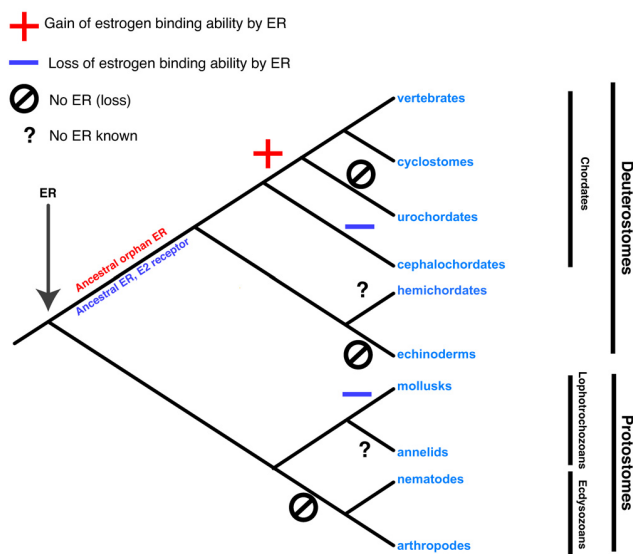 Gain of estrogen binding ability by ER
Loss of estrogen binding ability by ER
No ER (loss)
? No ER known
ER
Ancestral orphan ER
Ancestral ER, E2 receptor
vertebrates
cyclostomes
urochordates
cephalochordates
?
hemichordates
echinoderms
mollusks
?
annelids
nematodes
arthropodes
Chordates
Deuterostomes
Lophotrochozoans
Ecdysozoans
Protostomes